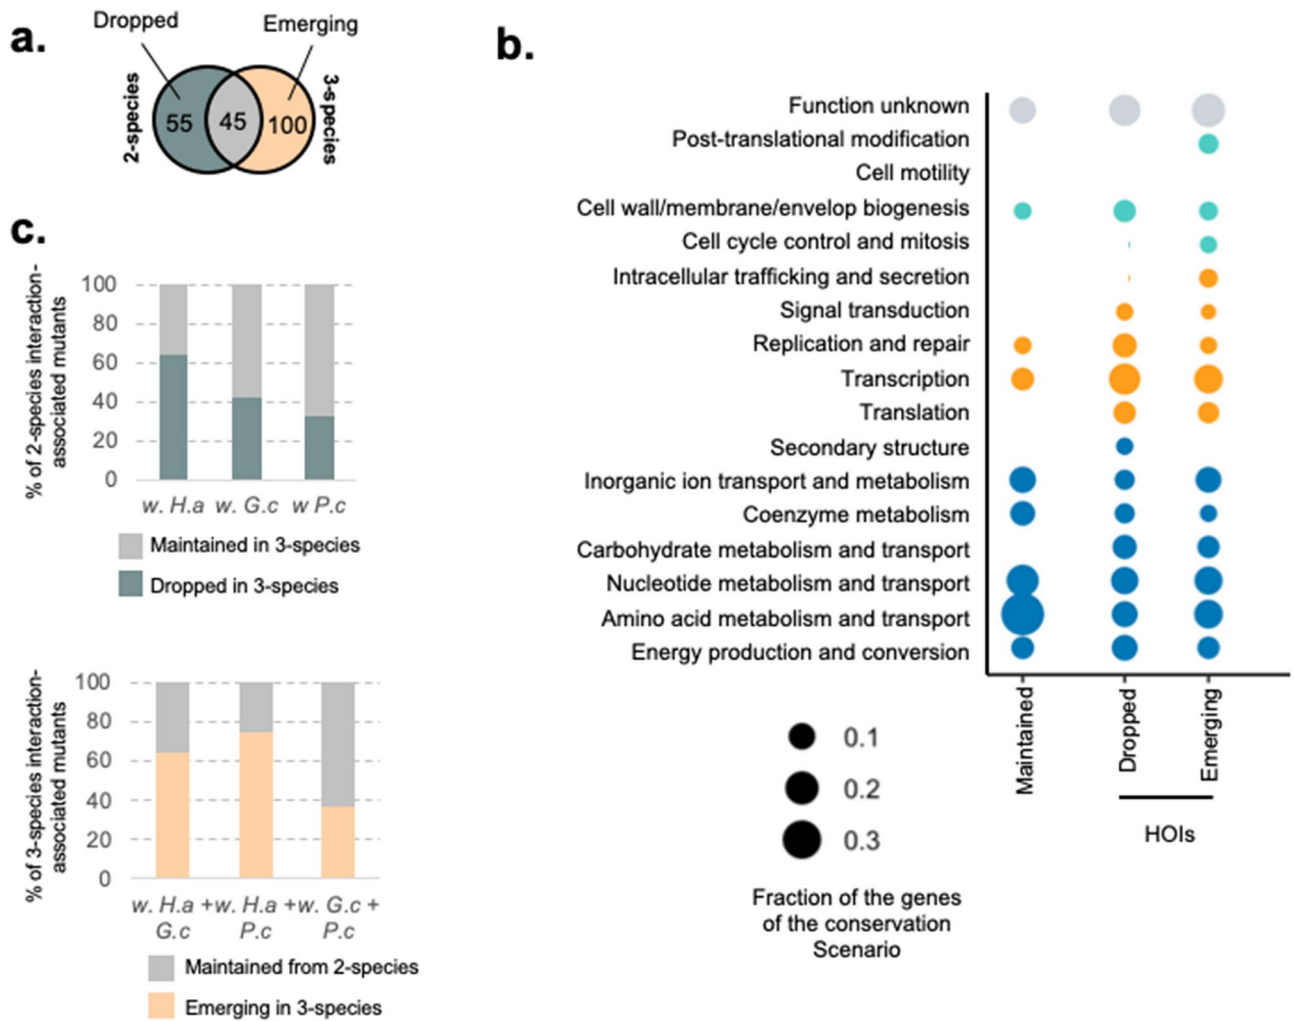 a.
Dropped
Emerging
2-species
55
45
100
3-species
b.
Function unknown
Post-translational modification
Cell motility
Cell wall/membrane/envelop biogenesis
Cell cycle control and mitosis
Intracellular trafficking and secretion
Signal transduction
Replication and repair
Transcription
Translation
Secondary structure
Inorganic ion transport and metabolism
Coenzyme metabolism
Carbohydrate metabolism and transport
Nucleotide metabolism and transport
Amino acid metabolism and transport
Energy production and conversion
Maintained
Dropped
Emerging
HOIs
0.1
0.2
0.3
Fraction of the genes
of the conservation
Scenario
c.
% of 2-species interaction-
associated mutants
100
80
60
40
20
0
w. H.a w. G.c w P.c
Maintained in 3-species
Dropped in 3-species
% of 3-species interaction-
associated mutants
100
80
60
40
20
0
w. H.a +w. H.a +w. G.c +
G.c P.c P.c
Maintained from 2-species
Emerging in 3-species